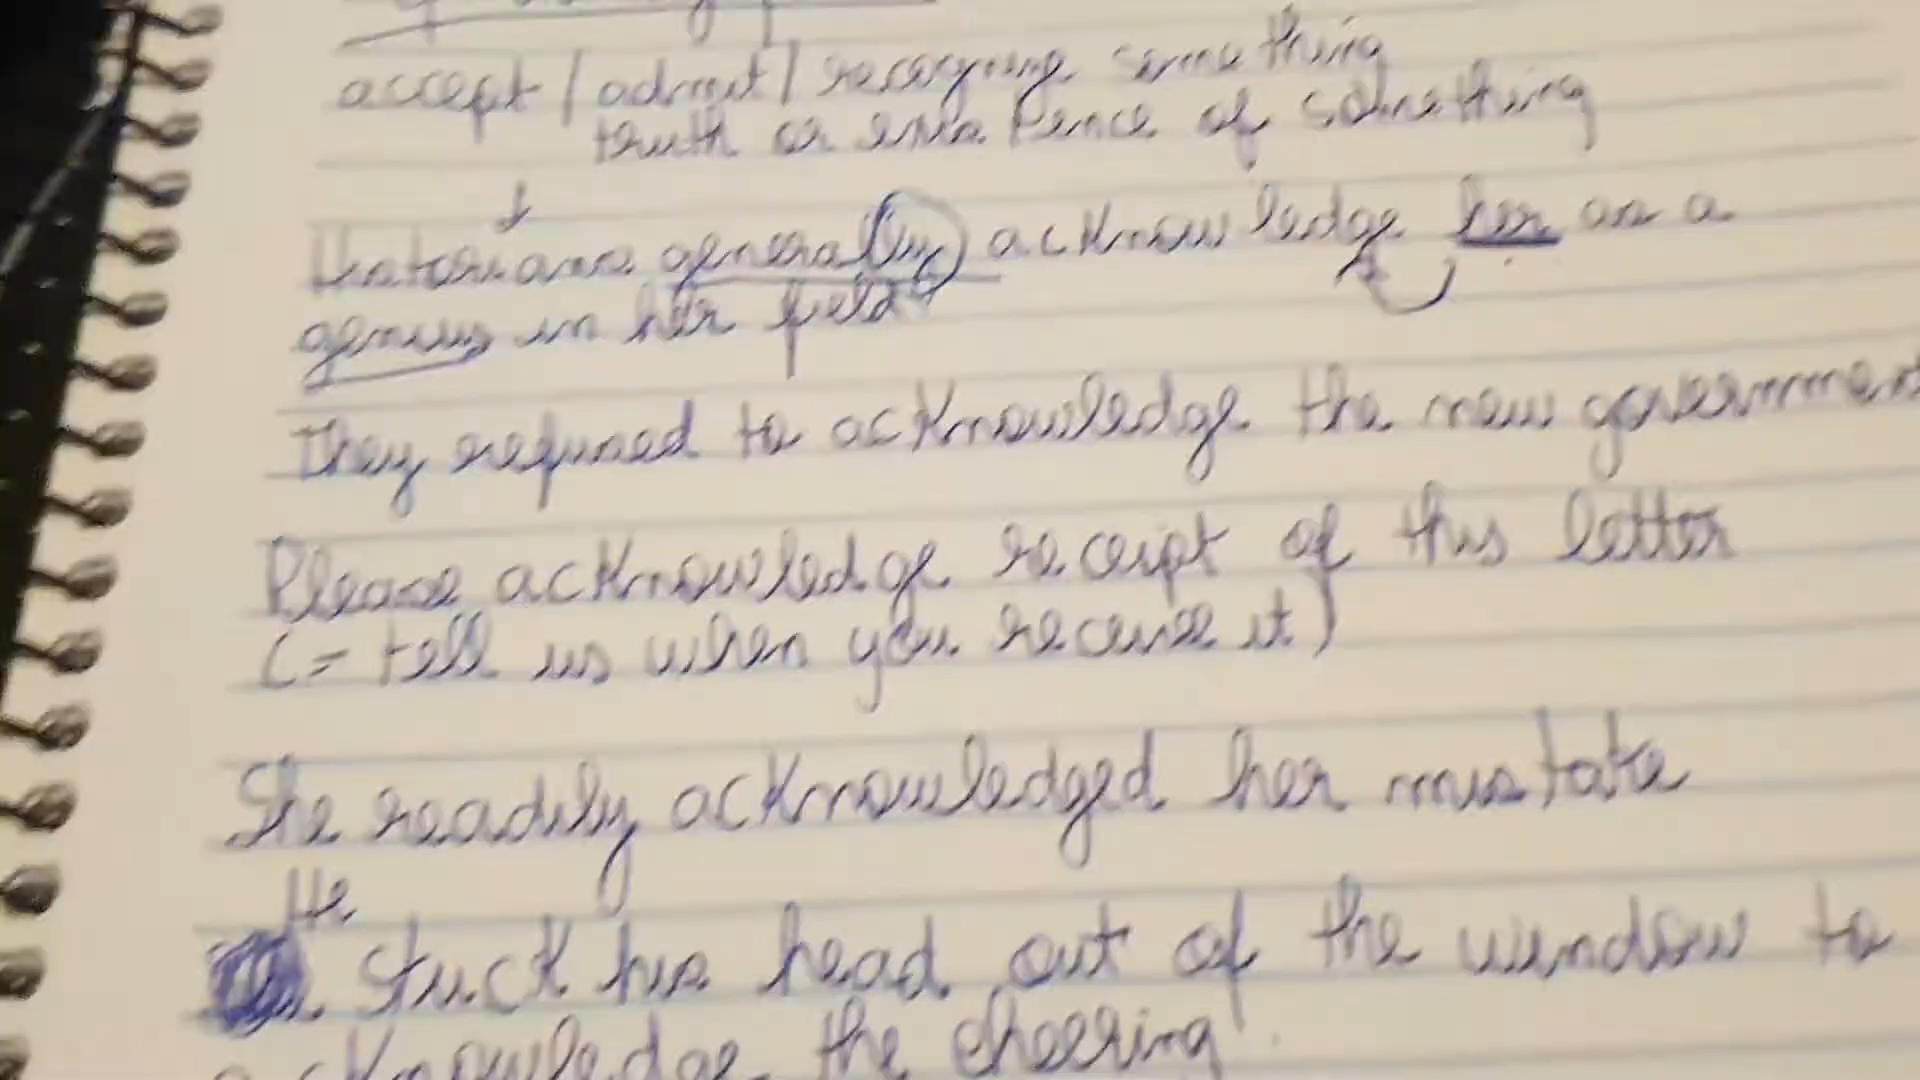 accept / admit / recognize something
truth or existence of something
Historians generally acknowledge her as a
genius in her field
They refused to acknowledge the new government
Please acknowledge receipt of this letter
(= tell us when you receive it)
She readily acknowledged her mistake
He
stuck his head out of the window to
acknowledge the cheering